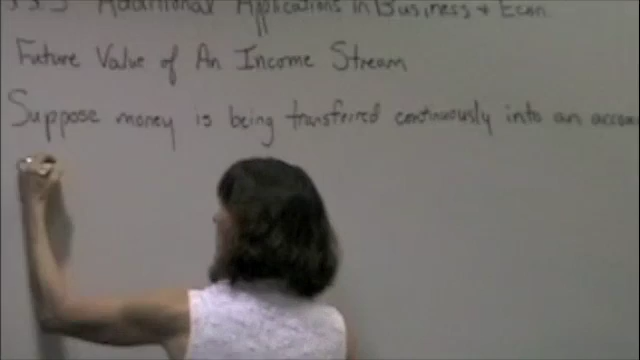 Additional Applications in Business + Econ.
Future Value of An Income Stream
Suppose money is being transferred continuously into an accou